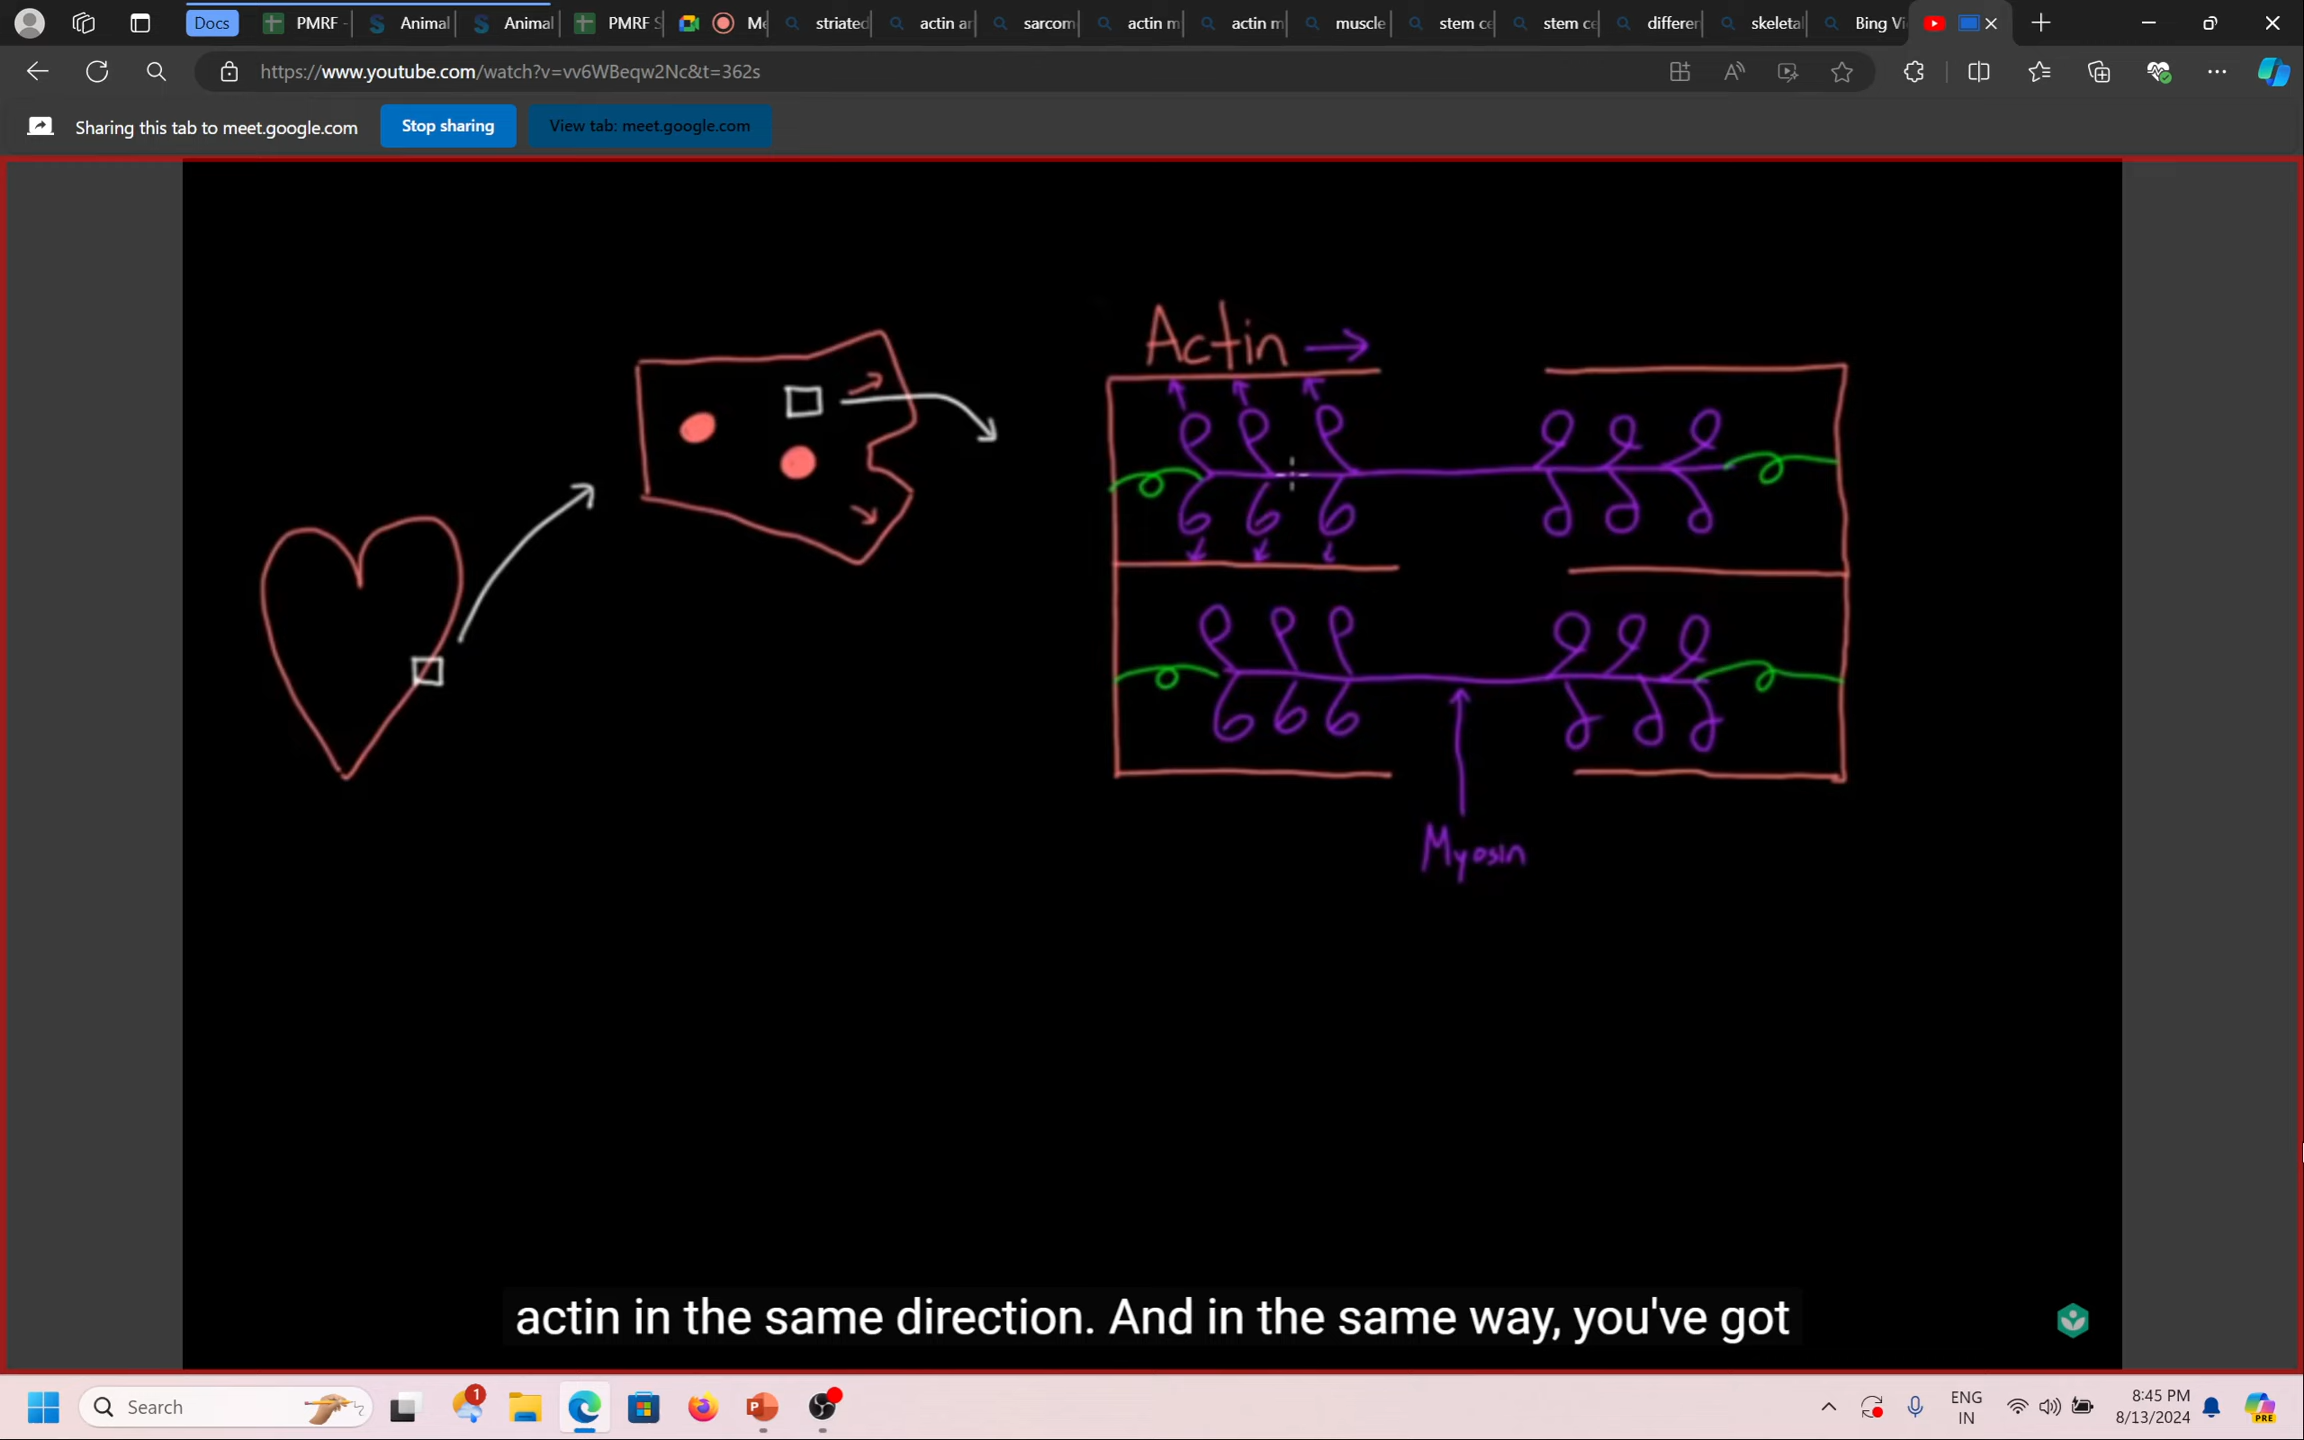 Docs PMRF - Animal Animal PMRF S Me striated actin ar sarcom actin m actin m muscle stem ce stem ce differen skeletal Bing Vi
https://www.youtube.com/watch?v=vv6WBeqw2Nc&t=362s
Sharing this tab to meet.google.com Stop sharing View tab: meet.google.com
Actin
Myosin
actin in the same direction. And in the same way, you've got
Search 1 ENG 8:45 PM
IN 8/13/2024 PRE